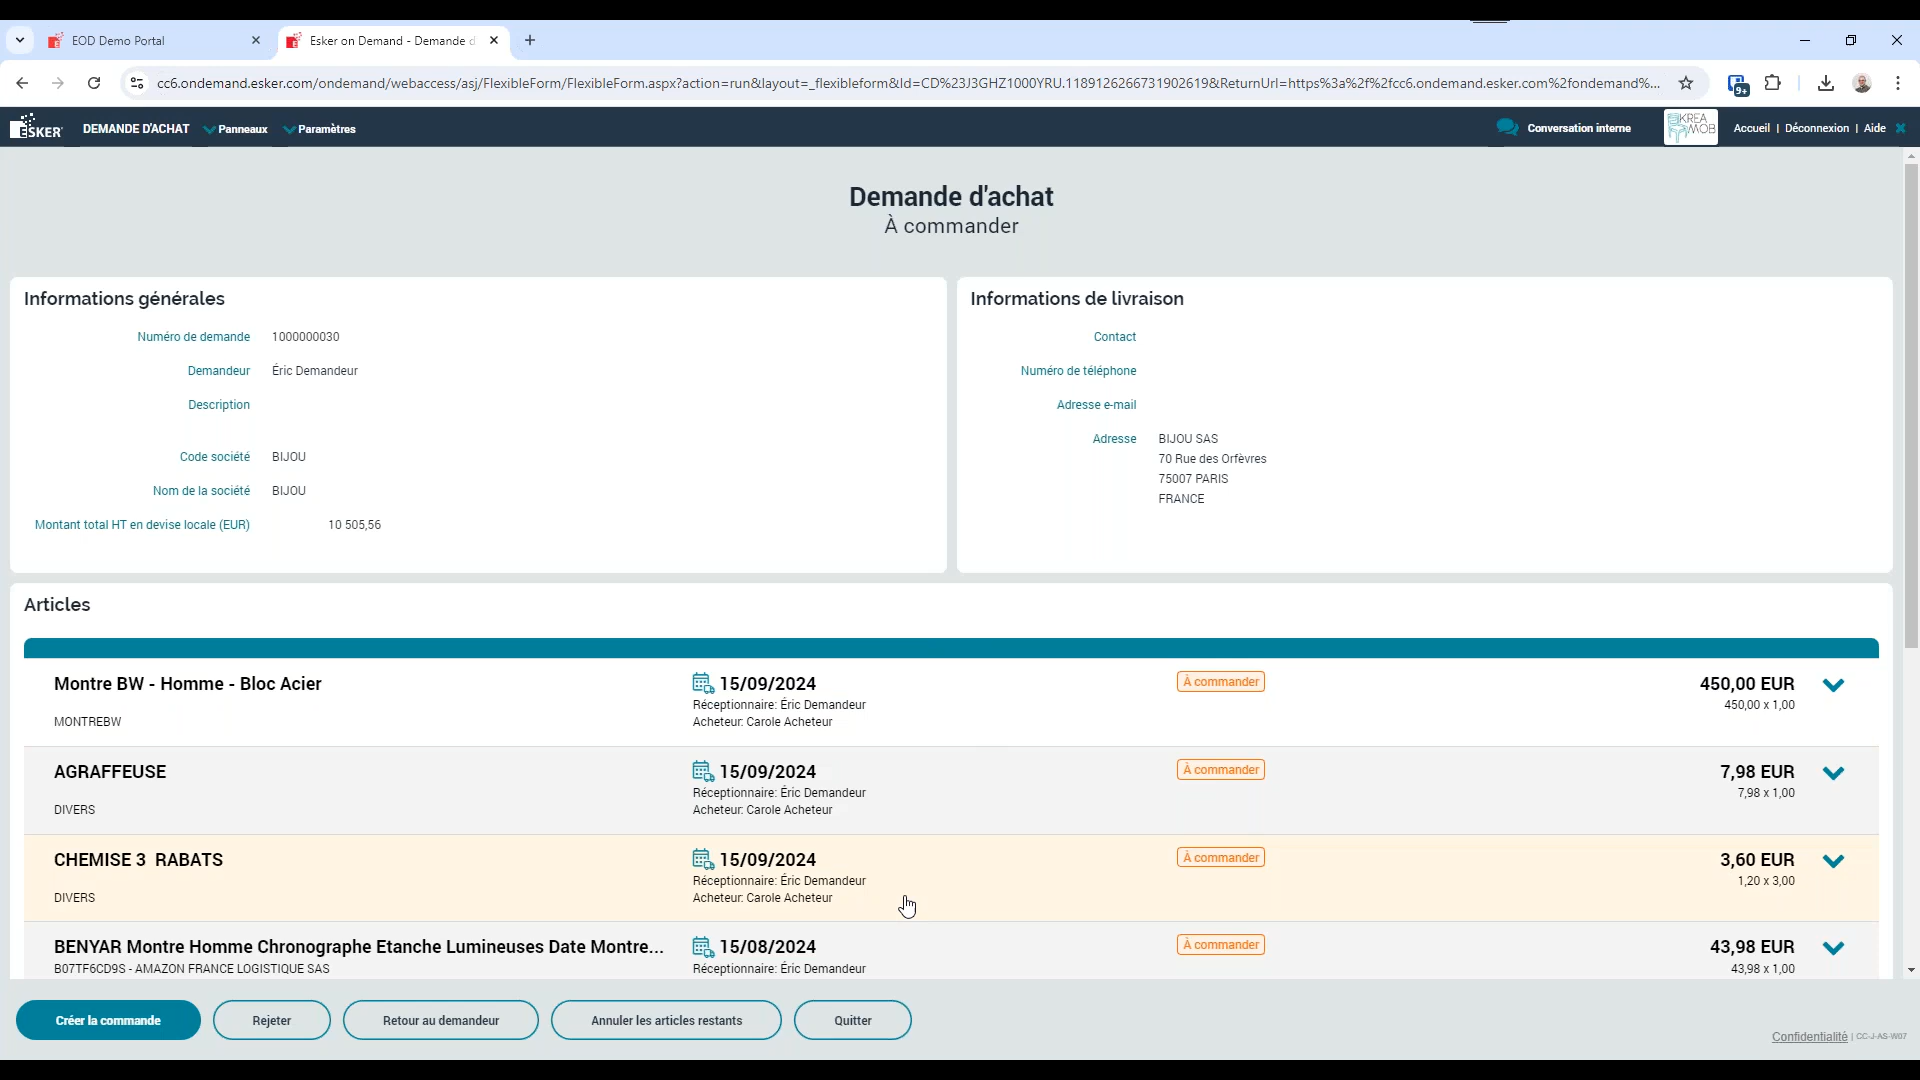 EOD Demo Portal
Esker on Demand - Demande d
cc6.ondemand.esker.com/ondemand/webaccess/asj/FlexibleForm/FlexibleForm.aspx?action=run&layout=_flexibleform&Id=CD%23J3GHZ1000YRU.1189126266731902619&ReturnUrl=https%3a%2f%2fcc6.ondemand.esker.com%2fondemand%...
9+
ESKER
DEMANDE D'ACHAT
Panneaux
Paramètres
Conversation interne
KREA MOB
Accueil | Déconnexion | Aide
Demande d'achat
À commander
Informations générales
Numéro de demande 1000000030
Demandeur Éric Demandeur
Description
Code société BIJOU
Nom de la société BIJOU
Montant total HT en devise locale (EUR) 10 505,56
Informations de livraison
Contact
Numéro de téléphone
Adresse e-mail
Adresse BIJOU SAS
70 Rue des Orfèvres
75007 PARIS
FRANCE
Articles
Montre BW - Homme - Bloc Acier
MONTREBW
15/09/2024
Réceptionnaire: Éric Demandeur
Acheteur: Carole Acheteur
À commander
450,00 EUR
450,00 x 1,00
AGRAFFEUSE
DIVERS
15/09/2024
Réceptionnaire: Éric Demandeur
Acheteur: Carole Acheteur
À commander
7,98 EUR
7,98 x 1,00
CHEMISE 3 RABATS
DIVERS
15/09/2024
Réceptionnaire: Éric Demandeur
Acheteur: Carole Acheteur
À commander
3,60 EUR
1,20 x 3,00
BENYAR Montre Homme Chronographe Etanche Lumineuses Date Montre...
B07TF6CD9S - AMAZON FRANCE LOGISTIQUE SAS
15/08/2024
Réceptionnaire: Éric Demandeur
À commander
43,98 EUR
43,98 x 1,00
Créer la commande
Rejeter
Retour au demandeur
Annuler les articles restants
Quitter
Confidentialité | CC-J-AS-W07